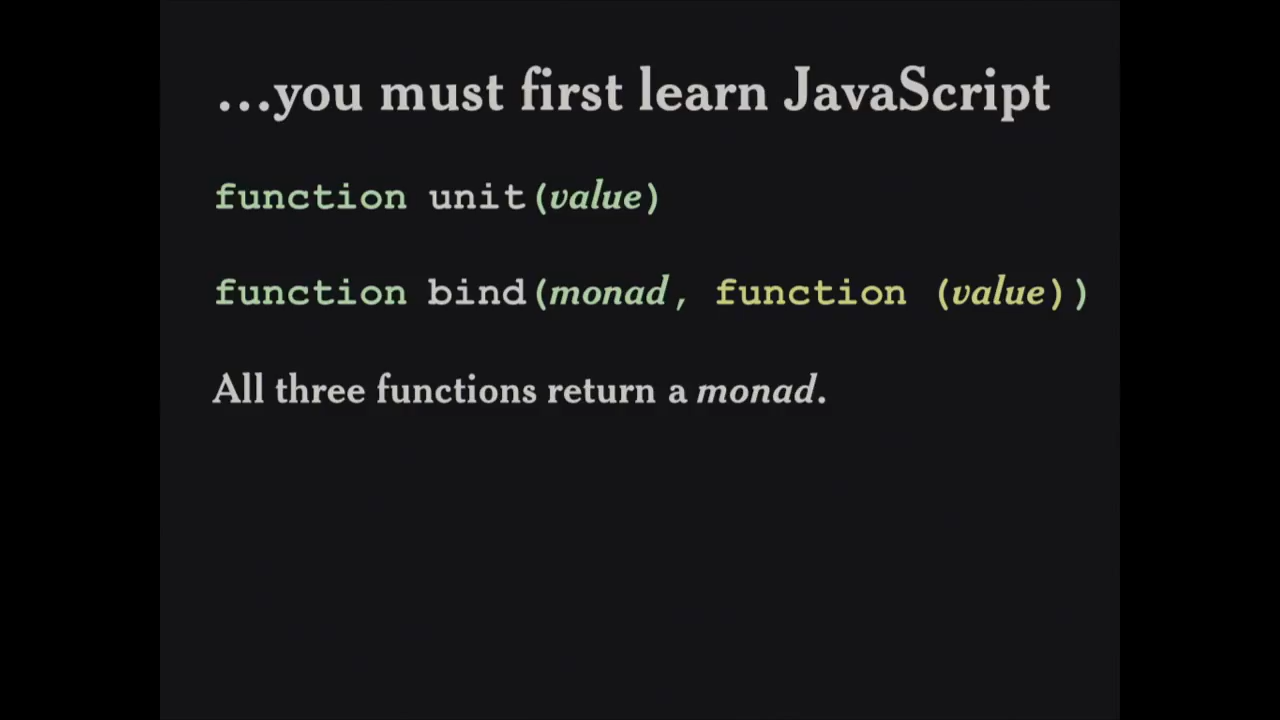 ...you must first learn JavaScript
function unit(value)
function bind(monad, function (value))
All three functions return a monad.